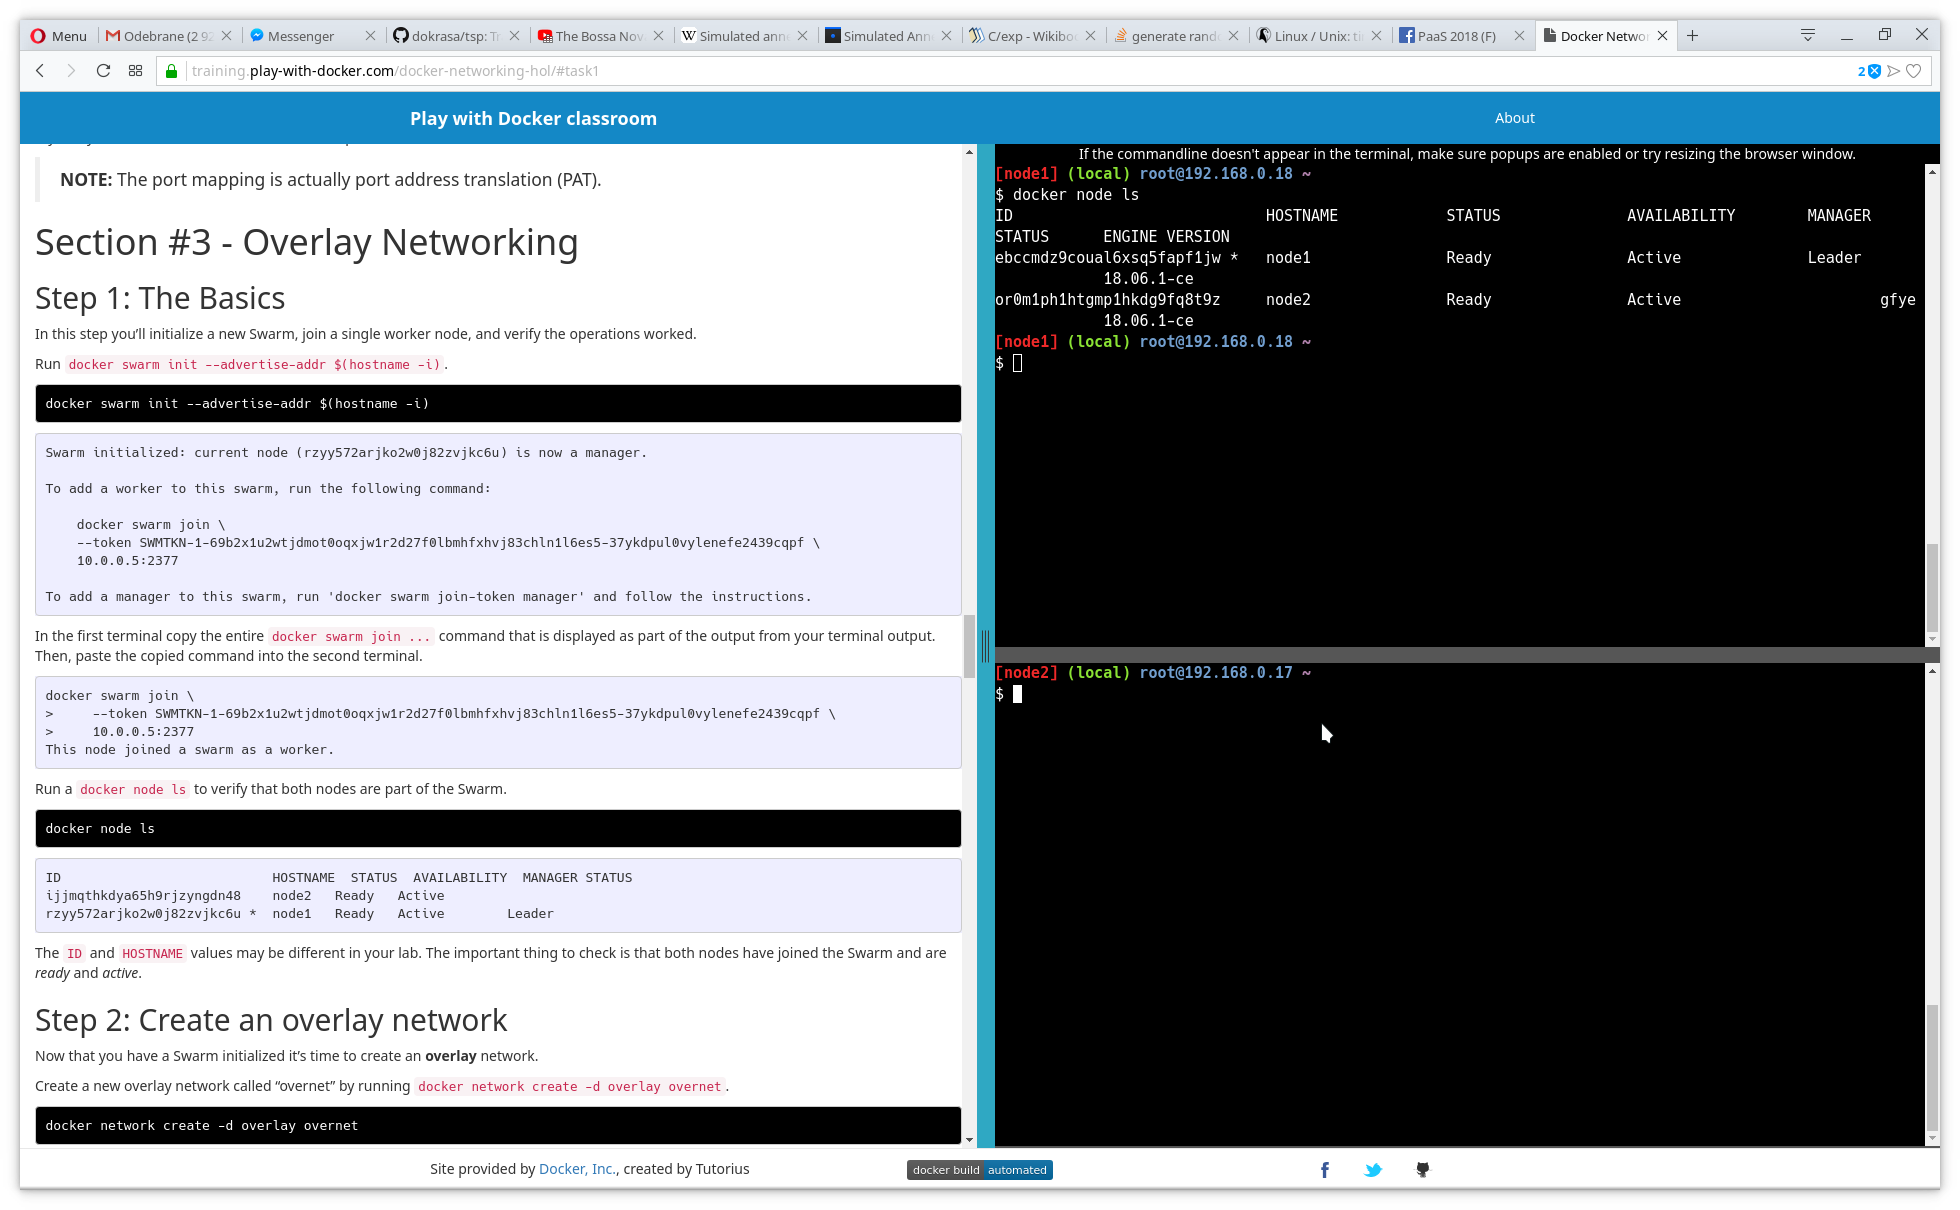 Menu
Odebrane (2 92
Messenger
dokrasa/tsp: Tr
The Bossa Nov
Simulated anne
Simulated Anne
C/exp - Wikiboo
generate rando
Linux / Unix: tin
PaaS 2018 (F)
Docker Networ
training.play-with-docker.com/docker-networking-hol/#task1
2
Play with Docker classroom
About
NOTE: The port mapping is actually port address translation (PAT).
Section #3 - Overlay Networking
Step 1: The Basics
In this step you’ll initialize a new Swarm, join a single worker node, and verify the operations worked.
Run docker swarm init --advertise-addr $(hostname -i).
docker swarm init --advertise-addr $(hostname -i)
Swarm initialized: current node (rzyy572arjko2w0j82zvjkc6u) is now a manager.
To add a worker to this swarm, run the following command:
docker swarm join \
--token SWMTKN-1-69b2x1u2wtjdmot0oqxjw1r2d27f0lbmhfxhvj83chln1l6es5-37ykdpul0vylenefe2439cqpf \
10.0.0.5:2377
To add a manager to this swarm, run 'docker swarm join-token manager' and follow the instructions.
In the first terminal copy the entire docker swarm join ... command that is displayed as part of the output from your terminal output.
Then, paste the copied command into the second terminal.
docker swarm join \
>     --token SWMTKN-1-69b2x1u2wtjdmot0oqxjw1r2d27f0lbmhfxhvj83chln1l6es5-37ykdpul0vylenefe2439cqpf \
>     10.0.0.5:2377
This node joined a swarm as a worker.
Run a docker node ls to verify that both nodes are part of the Swarm.
docker node ls
ID                           HOSTNAME  STATUS  AVAILABILITY  MANAGER STATUS
ijjmqthkdya65h9rjzyngdn48    node2   Ready   Active
rzyy572arjko2w0j82zvjkc6u *  node1   Ready   Active        Leader
The ID and HOSTNAME values may be different in your lab. The important thing to check is that both nodes have joined the Swarm and are
ready and active.
Step 2: Create an overlay network
Now that you have a Swarm initialized it’s time to create an overlay network.
Create a new overlay network called “overnet” by running docker network create -d overlay overnet.
docker network create -d overlay overnet
If the commandline doesn't appear in the terminal, make sure popups are enabled or try resizing the browser window.
[node1] (local) root@192.168.0.18 ~
$ docker node ls
ID                            HOSTNAME            STATUS              AVAILABILITY        MANAGER
STATUS      ENGINE VERSION
ebccmdz9coual6xsq5fapf1jw *   node1               Ready               Active              Leader
18.06.1-ce
or0m1ph1htgmp1hkdg9fq8t9z     node2               Ready               Active                      gfye
18.06.1-ce
[node1] (local) root@192.168.0.18 ~
$
[node2] (local) root@192.168.0.17 ~
$
Site provided by Docker, Inc., created by Tutorius
docker build automated